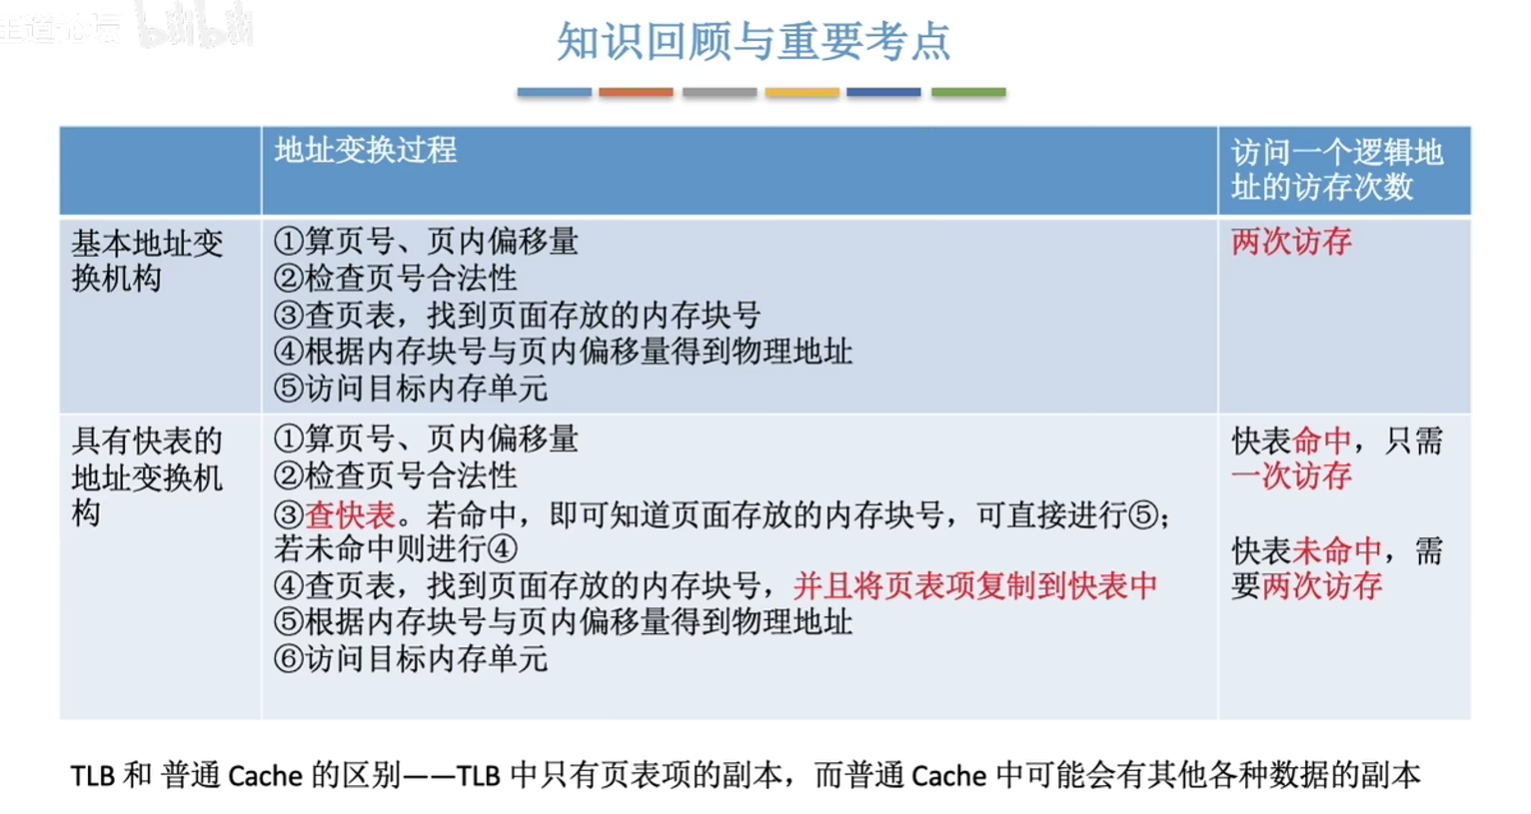 王道论坛 bilibili
知识回顾与重要考点
地址变换过程
访问一个逻辑地
址的访存次数
基本地址变
换机构
①算页号、页内偏移量
②检查页号合法性
③查页表，找到页面存放的内存块号
④根据内存块号与页内偏移量得到物理地址
⑤访问目标内存单元
两次访存
具有快表的
地址变换机
构
①算页号、页内偏移量
②检查页号合法性
③查快表。若命中，即可知道页面存放的内存块号，可直接进行⑤；
若未命中则进行④
④查页表，找到页面存放的内存块号，并且将页表项复制到快表中
⑤根据内存块号与页内偏移量得到物理地址
⑥访问目标内存单元
快表命中，只需
一次访存
快表未命中，需
要两次访存
TLB 和 普通 Cache 的区别——TLB 中只有页表项的副本，而普通 Cache 中可能会有其他各种数据的副本